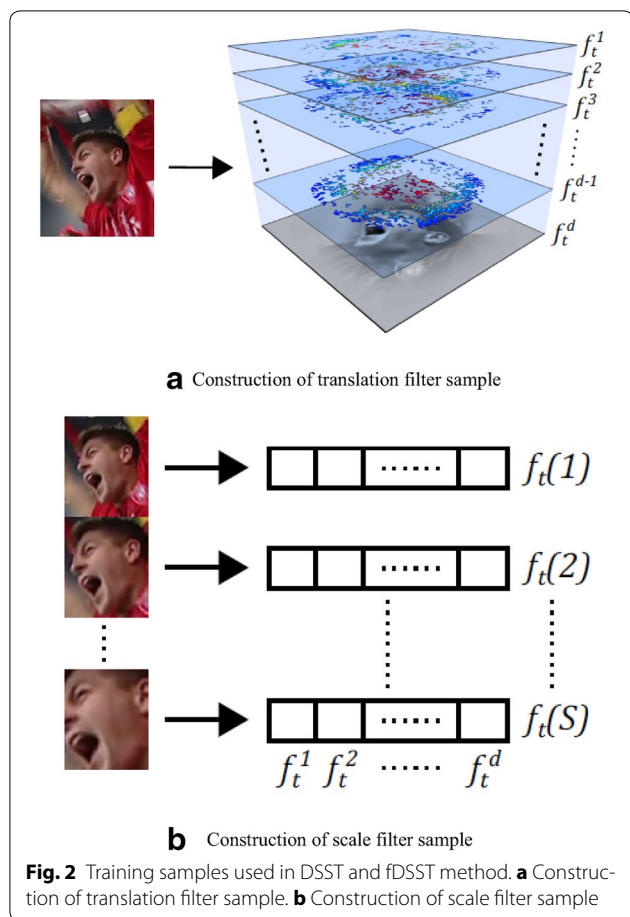 f_t^1
f_t^2
f_t^3
f_t^{d-1}
f_t^d
a Construction of translation filter sample
f_t(1)
f_t(2)
f_t(S)
f_t^1 f_t^2 ...... f_t^d
b Construction of scale filter sample
Fig. 2 Training samples used in DSST and fDSST method. a Construc-
tion of translation filter sample. b Construction of scale filter sample